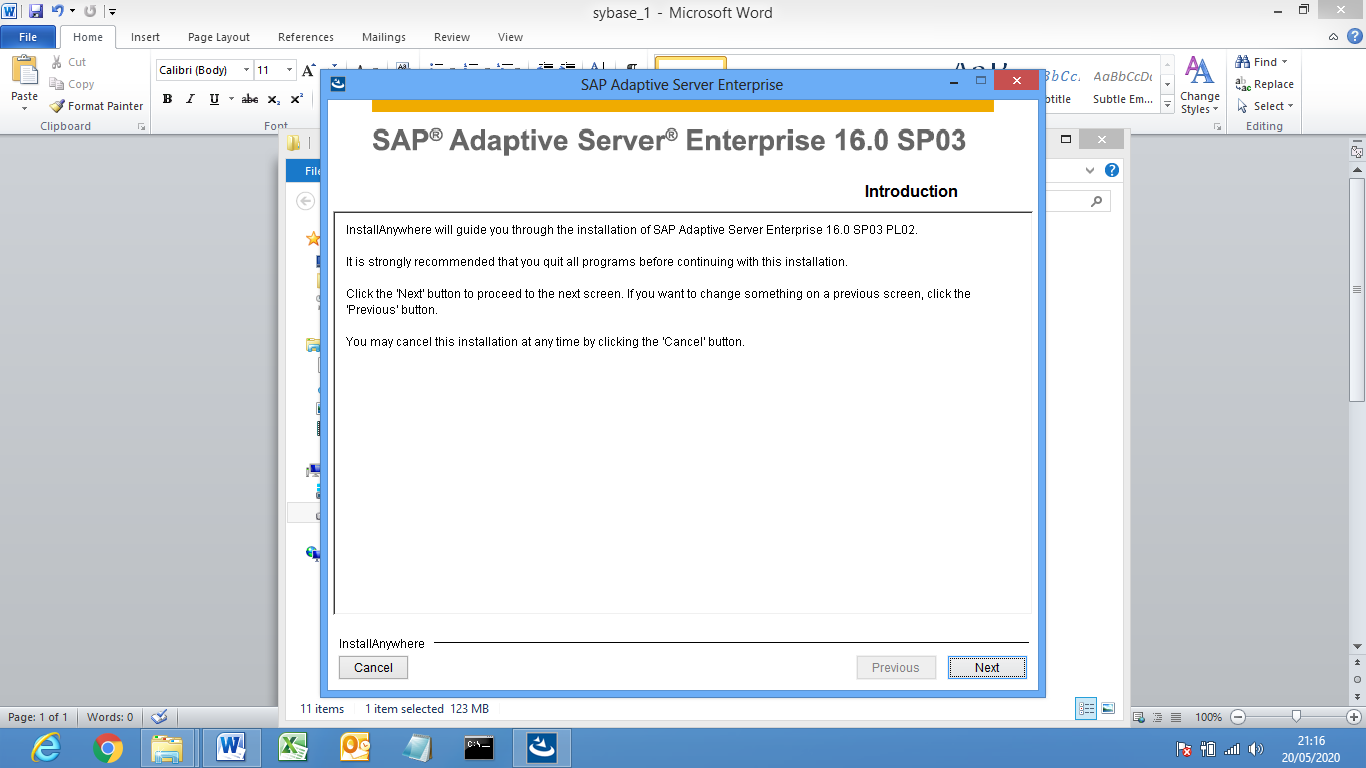 sybase_1 - Microsoft Word
File Home Insert Page Layout References Mailings Review View
Cut
Copy
Format Painter
Paste
Clipboard
Calibri (Body) 11
B I U abc x₂ x²
Font
AaBbCcDc
Subtle Em...
Change
Styles
Find
Replace
Select
Editing
SAP Adaptive Server Enterprise
SAP® Adaptive Server® Enterprise 16.0 SP03
Introduction
InstallAnywhere will guide you through the installation of SAP Adaptive Server Enterprise 16.0 SP03 PL02.
It is strongly recommended that you quit all programs before continuing with this installation.
Click the 'Next' button to proceed to the next screen. If you want to change something on a previous screen, click the
'Previous' button.
You may cancel this installation at any time by clicking the 'Cancel' button.
InstallAnywhere
Cancel Previous Next
11 items 1 item selected 123 MB
Page: 1 of 1 Words: 0 100%
21:16
20/05/2020